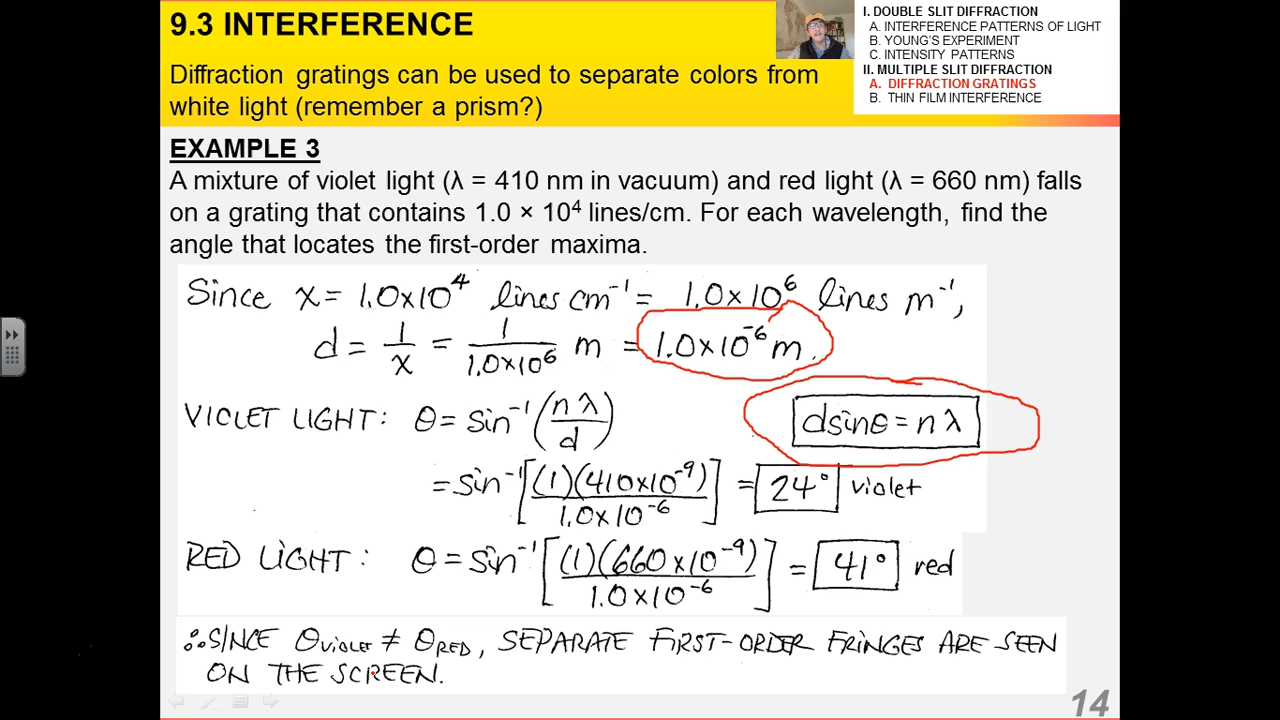 9.3 INTERFERENCE
Diffraction gratings can be used to separate colors from
white light (remember a prism?)
I. DOUBLE SLIT DIFFRACTION
A. INTERFERENCE PATTERNS OF LIGHT
B. YOUNG'S EXPERIMENT
C. INTENSITY PATTERNS
II. MULTIPLE SLIT DIFFRACTION
A. DIFFRACTION GRATINGS
B. THIN FILM INTERFERENCE
EXAMPLE 3
A mixture of violet light (λ = 410 nm in vacuum) and red light (λ = 660 nm) falls
on a grating that contains 1.0 × 10⁴ lines/cm. For each wavelength, find the
angle that locates the first-order maxima.
Since x = 1.0×10⁴ lines cm⁻¹ = 1.0×10⁶ lines m⁻¹,
d = 1/x = 1/(1.0×10⁶) m = 1.0×10⁻⁶ m.
VIOLET LIGHT: θ = sin⁻¹(nλ/d) dsinθ = nλ
= sin⁻¹[(1)(410×10⁻⁹)/1.0×10⁻⁶] = 24° violet
RED LIGHT: θ = sin⁻¹[(1)(660×10⁻⁹)/1.0×10⁻⁶] = 41° red
∴ SINCE θVIOLET ≠ θRED, SEPARATE FIRST-ORDER FRINGES ARE SEEN
ON THE SCREEN.
14